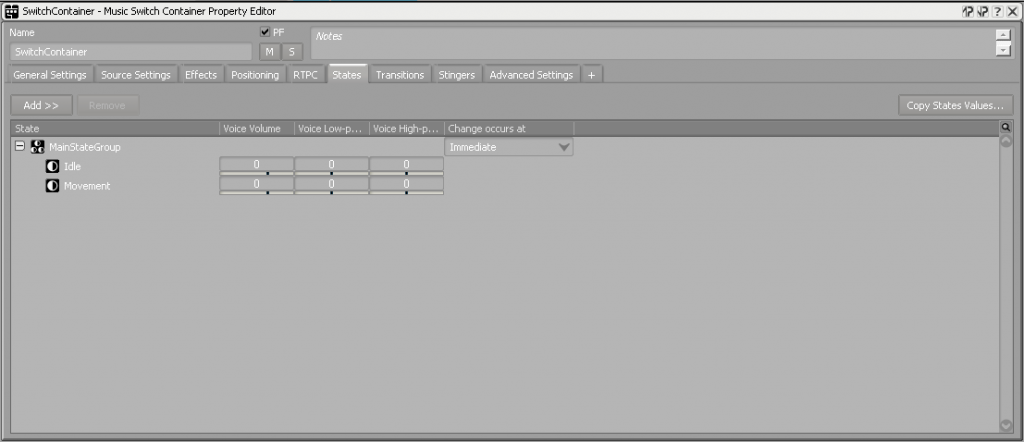 SwitchContainer - Music Switch Container Property Editor
Name
PF
Notes
SwitchContainer
M
S
General Settings
Source Settings
Effects
Positioning
RTPC
States
Transitions
Stingers
Advanced Settings
+
Add >>
Remove
Copy States Values...
State
Voice Volume
Voice Low-p...
Voice High-p...
Change occurs at
MainStateGroup
Immediate
Idle
0
0
0
Movement
0
0
0